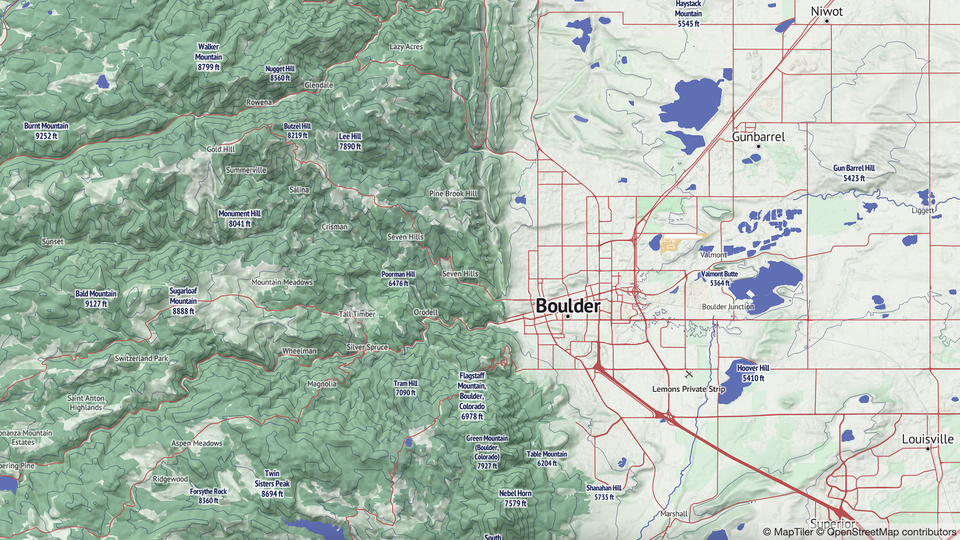 Niwot
Haystack
Mountain
5545 ft
Lazy Acres
Walker
Mountain
8799 ft
Nugget Hill
8560 ft
Glendale
Rowena
Burnt Mountain
9252 ft
Butzel Hill
8219 ft
Lee Hill
7890 ft
Gunbarrel
Gold Hill
Summerville
Gun Barrel Hill
5423 ft
Salina
Pine Brook Hill
Liggett
Monument Hill
8041 ft
Crisman
Seven Hills
Sunset
Valmont
Seven Hills
Poorman Hill
6476 ft
Valmont Butte
5364 ft
Mountain Meadows
Bald Mountain
9127 ft
Sugarloaf
Mountain
8888 ft
Boulder
Boulder Junction
Tall Timber
Orodell
Silver Spruce
Wheelman
Switzerland Park
Hoover Hill
5410 ft
Magnolia
Tram Hill
7090 ft
Flagstaff
Mountain,
Boulder,
Colorado
6978 ft
Lemons Private Strip
Saint Anton
Highlands
onanza Mountain
Estates
Aspen Meadows
Green Mountain
(Boulder,
Colorado)
7927 ft
Louisville
Table Mountain
6204 ft
pering Pine
Ridgewood
Twin
Sisters Peak
8694 ft
Forsythe Rock
8360 ft
Nebel Horn
7579 ft
Shanahan Hill
5735 ft
Marshall
Superior
South
© MapTiler © OpenStreetMap contributors